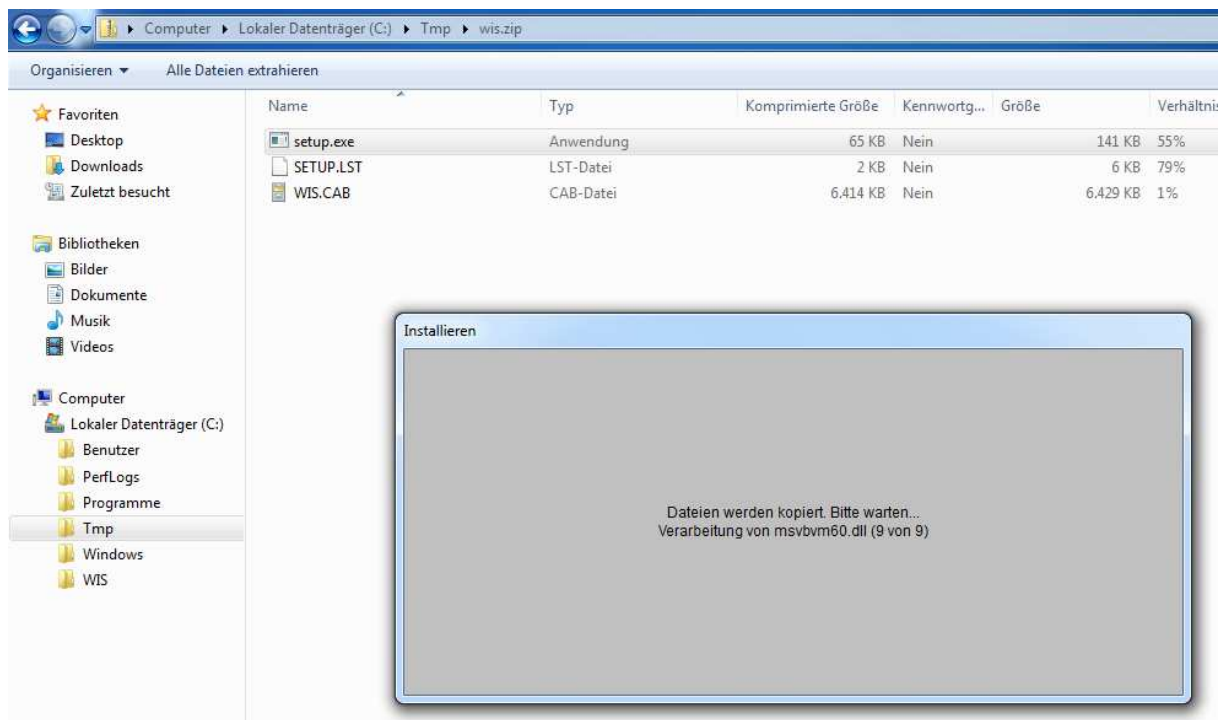 Computer ▸ Lokaler Datenträger (C:) ▸ Tmp ▸ wis.zip
Organisieren Alle Dateien extrahieren
Favoriten
Desktop
Downloads
Zuletzt besucht
Bibliotheken
Bilder
Dokumente
Musik
Videos
Computer
Lokaler Datenträger (C:)
Benutzer
PerfLogs
Programme
Tmp
Windows
WIS
Name Typ Komprimierte Größe Kennwortg... Größe Verhältnis
setup.exe Anwendung 65 KB Nein 141 KB 55%
SETUP.LST LST-Datei 2 KB Nein 6 KB 79%
WIS.CAB CAB-Datei 6.414 KB Nein 6.429 KB 1%
Installieren
Dateien werden kopiert. Bitte warten...
Verarbeitung von msvbvm60.dll (9 von 9)